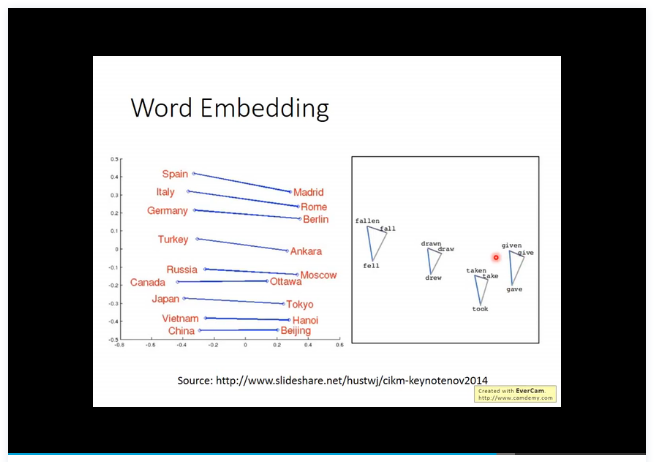 Word Embedding
0.5
0.4
0.3
0.2
0.1
0
-0.1
-0.2
-0.3
-0.4
-0.5
-0.8
-0.6
-0.4
-0.2
0
0.2
0.4
0.6
Spain
Madrid
Italy
Rome
Germany
Berlin
Turkey
Ankara
Russia
Moscow
Canada
Ottawa
Japan
Tokyo
Vietnam
Hanoi
China
Beijing
fallen
fall
fell
drawn
draw
drew
taken
take
took
given
give
gave
Source: http://www.slideshare.net/hustwj/cikm-keynotenov2014
Created with EverCam.
http://www.camdemy.com